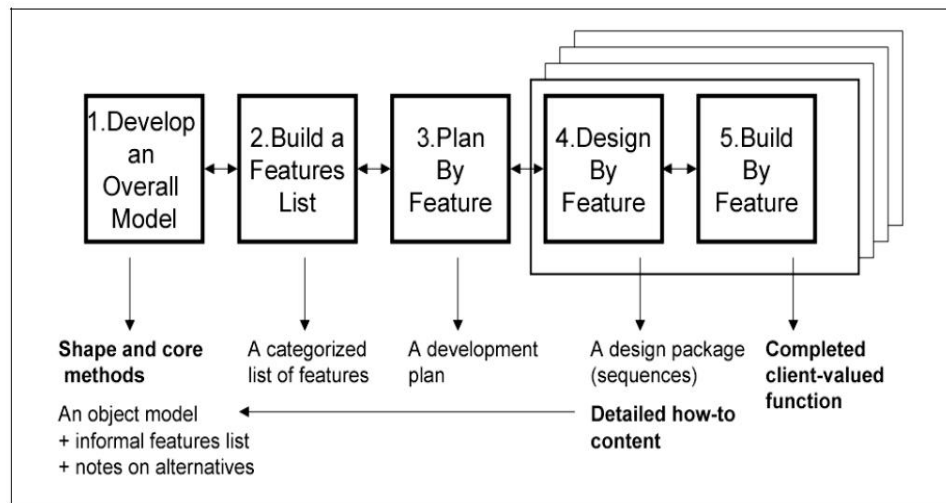 1.Develop
an
Overall
Model
2.Build a
Features
List
3.Plan
By
Feature
4.Design
By
Feature
5.Build
By
Feature
Shape and core
methods
An object model
+ informal features list
+ notes on alternatives
A categorized
list of features
A development
plan
A design package
(sequences)
Detailed how-to
content
Completed
client-valued
function